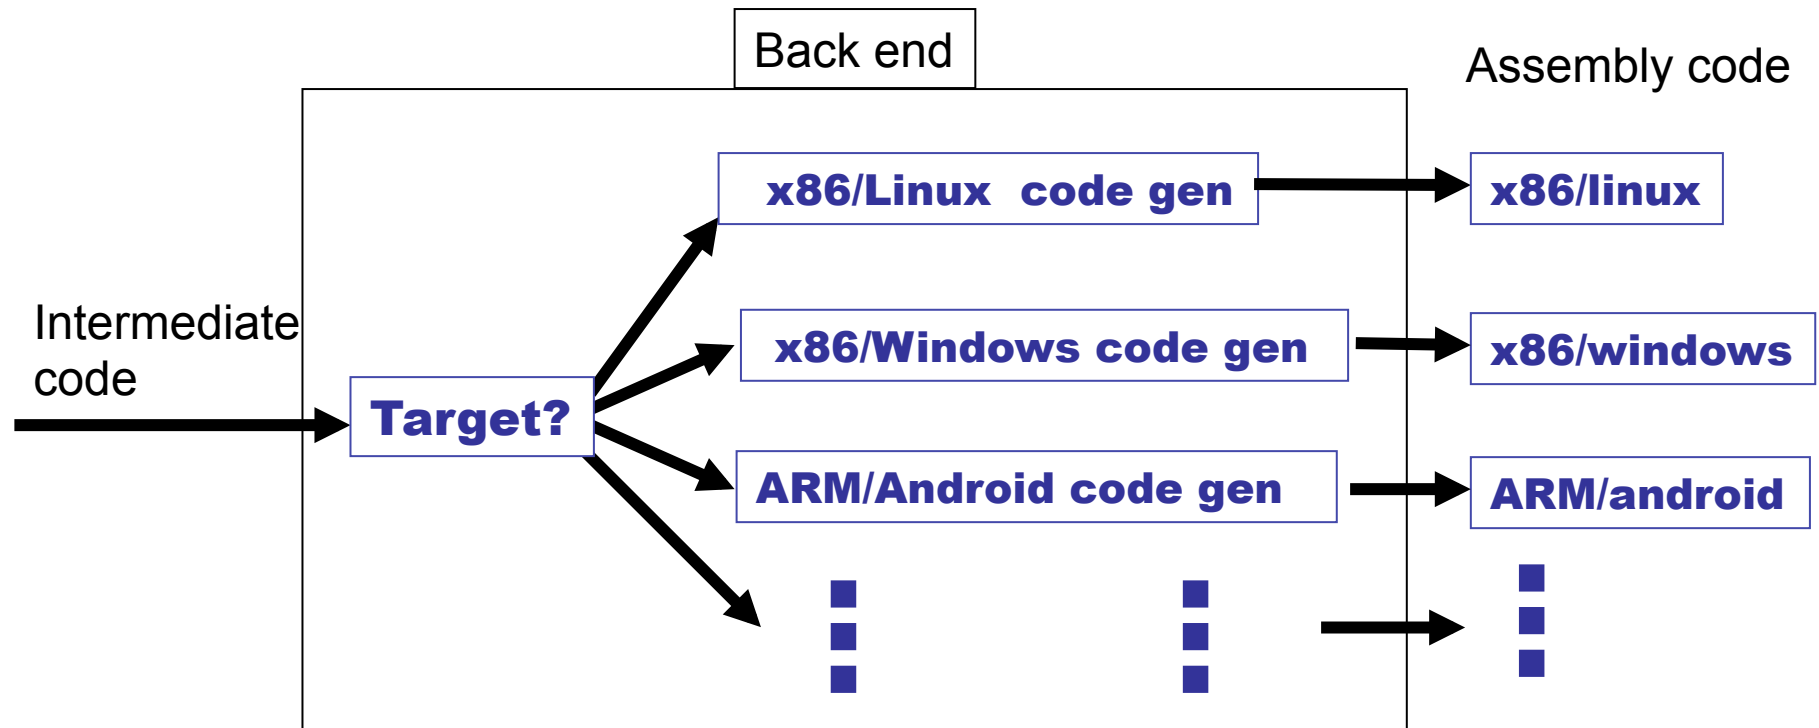 Back end
Assembly code
x86/Linux code gen
x86/linux
Intermediate
code
x86/Windows code gen
x86/windows
Target?
ARM/Android code gen
ARM/android